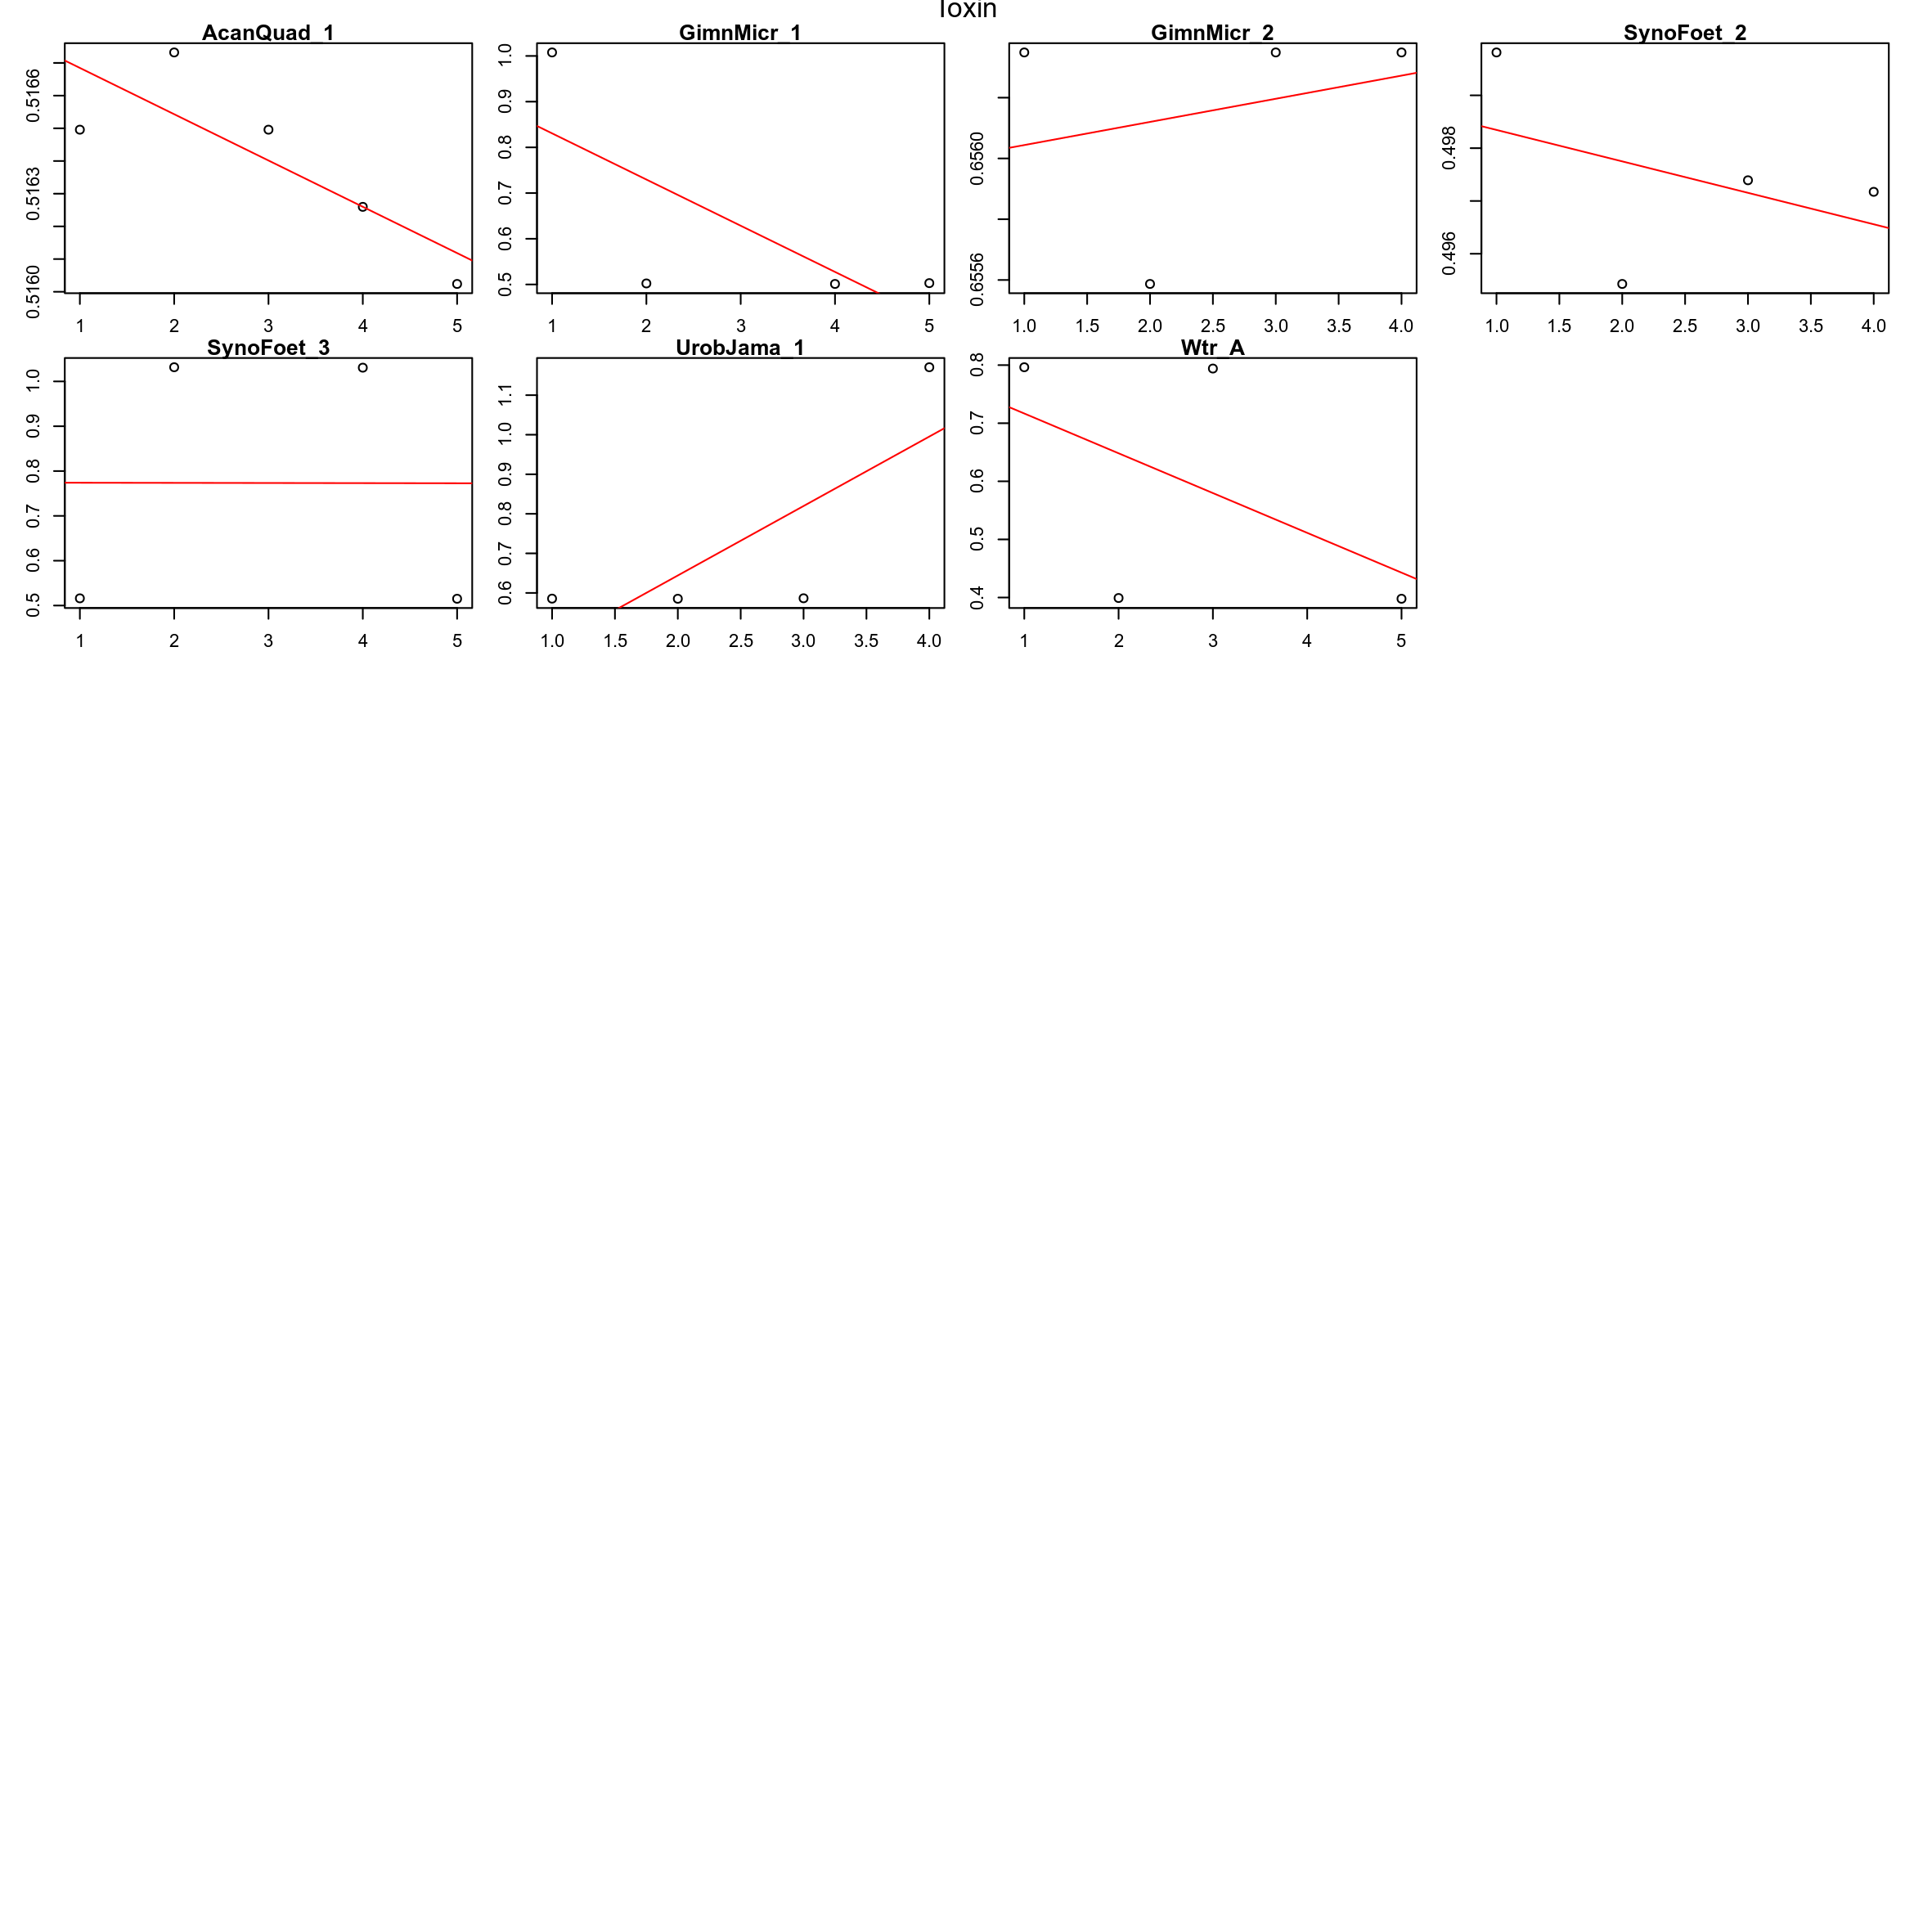 Toxin
AcanQuad_1
0.5160 0.5163 0.5166
1 2 3 4 5
GimnMicr_1
0.5 0.6 0.7 0.8 0.9 1.0
1 2 3 4 5
GimnMicr_2
0.6556 0.6560
1.0 1.5 2.0 2.5 3.0 3.5 4.0
SynoFoet_2
0.496 0.498
1.0 1.5 2.0 2.5 3.0 3.5 4.0
SynoFoet_3
0.5 0.6 0.7 0.8 0.9 1.0
1 2 3 4 5
UrobJama_1
0.6 0.7 0.8 0.9 1.0 1.1
1.0 1.5 2.0 2.5 3.0 3.5 4.0
Wtr_A
0.4 0.5 0.6 0.7 0.8
1 2 3 4 5